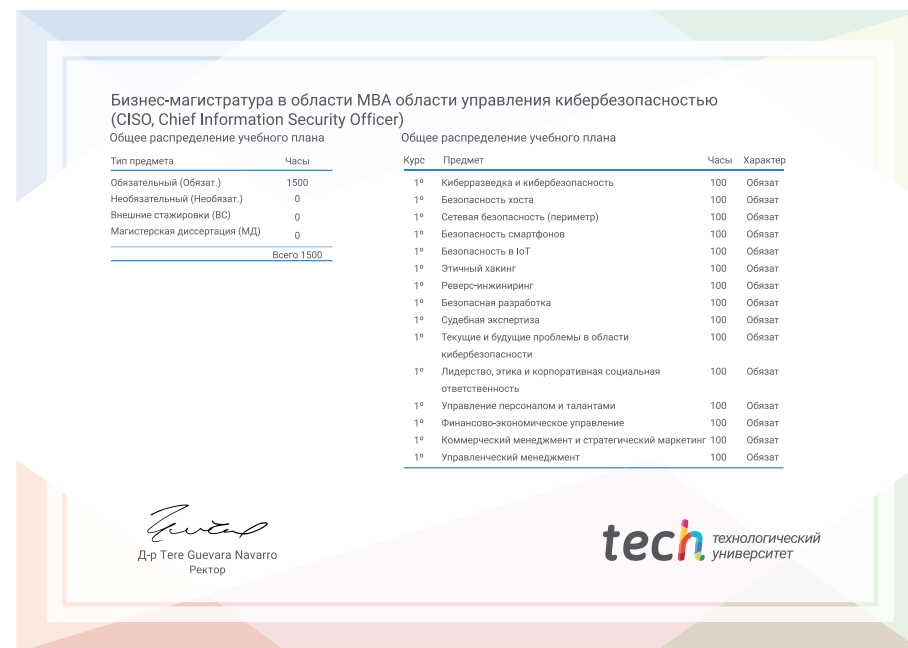 Бизнес-магистратура в области MBA области управления кибербезопасностью
(CISO, Chief Information Security Officer)
Общее распределение учебного плана
Тип предмета Часы
Обязательный (Обязат.) 1500
Необязательный (Необязат.) 0
Внешние стажировки (ВС) 0
Магистерская диссертация (МД) 0
Всего 1500
Общее распределение учебного плана
Курс Предмет Часы Характер
1º Киберразведка и кибербезопасность 100 Обязат
1º Безопасность хоста 100 Обязат
1º Сетевая безопасность (периметр) 100 Обязат
1º Безопасность смартфонов 100 Обязат
1º Безопасность в IoT 100 Обязат
1º Этичный хакинг 100 Обязат
1º Реверс-инжиниринг 100 Обязат
1º Безопасная разработка 100 Обязат
1º Судебная экспертиза 100 Обязат
1º Текущие и будущие проблемы в области 100 Обязат
кибербезопасности
1º Лидерство, этика и корпоративная социальная 100 Обязат
ответственность
1º Управление персоналом и талантами 100 Обязат
1º Финансово-экономическое управление 100 Обязат
1º Коммерческий менеджмент и стратегический маркетинг 100 Обязат
1º Управленческий менеджмент 100 Обязат
Д-р Tere Guevara Navarro
Ректор
tech технологический
университет